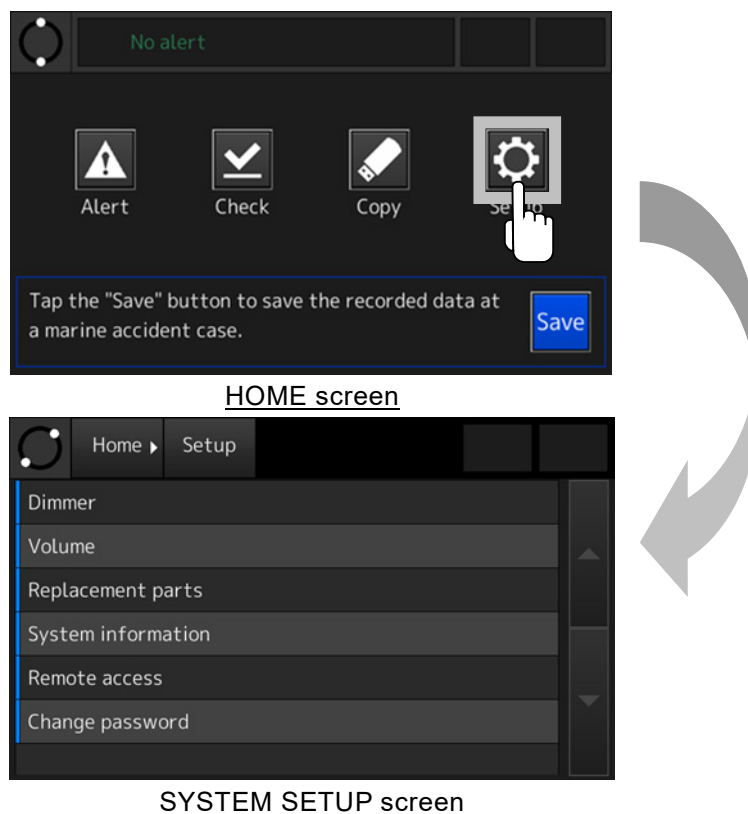 No alert
Alert Check Copy Setup
Tap the "Save" button to save the recorded data at
a marine accident case.
Save
HOME screen
Home Setup
Dimmer
Volume
Replacement parts
System information
Remote access
Change password
SYSTEM SETUP screen